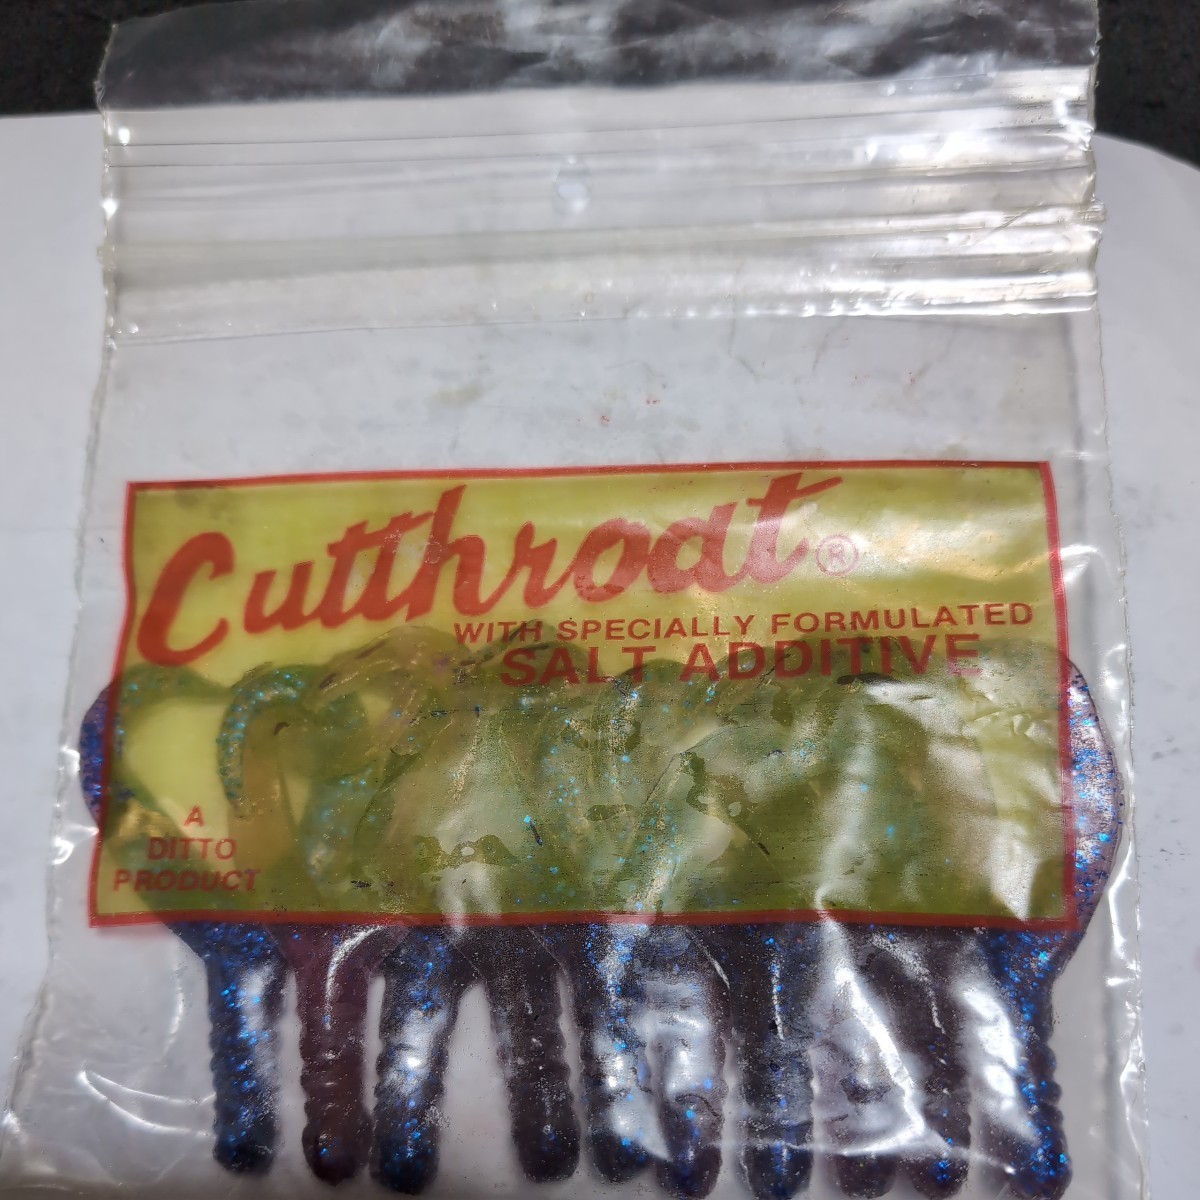 Cutthroat®
WITH SPECIALLY FORMULATED
SALT ADDITIVE
A
DITTO
PRODUCT